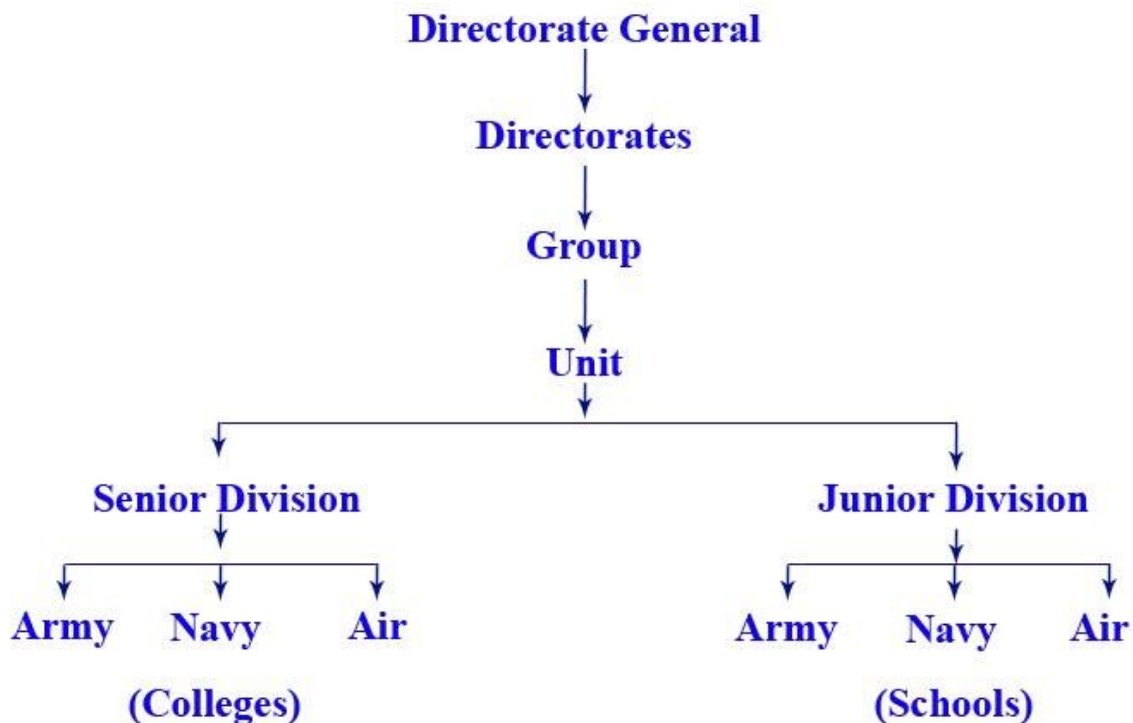 Directorate General
Directorates
Group
Unit
Senior Division Junior Division
Army Navy Air Army Navy Air
(Colleges) (Schools)